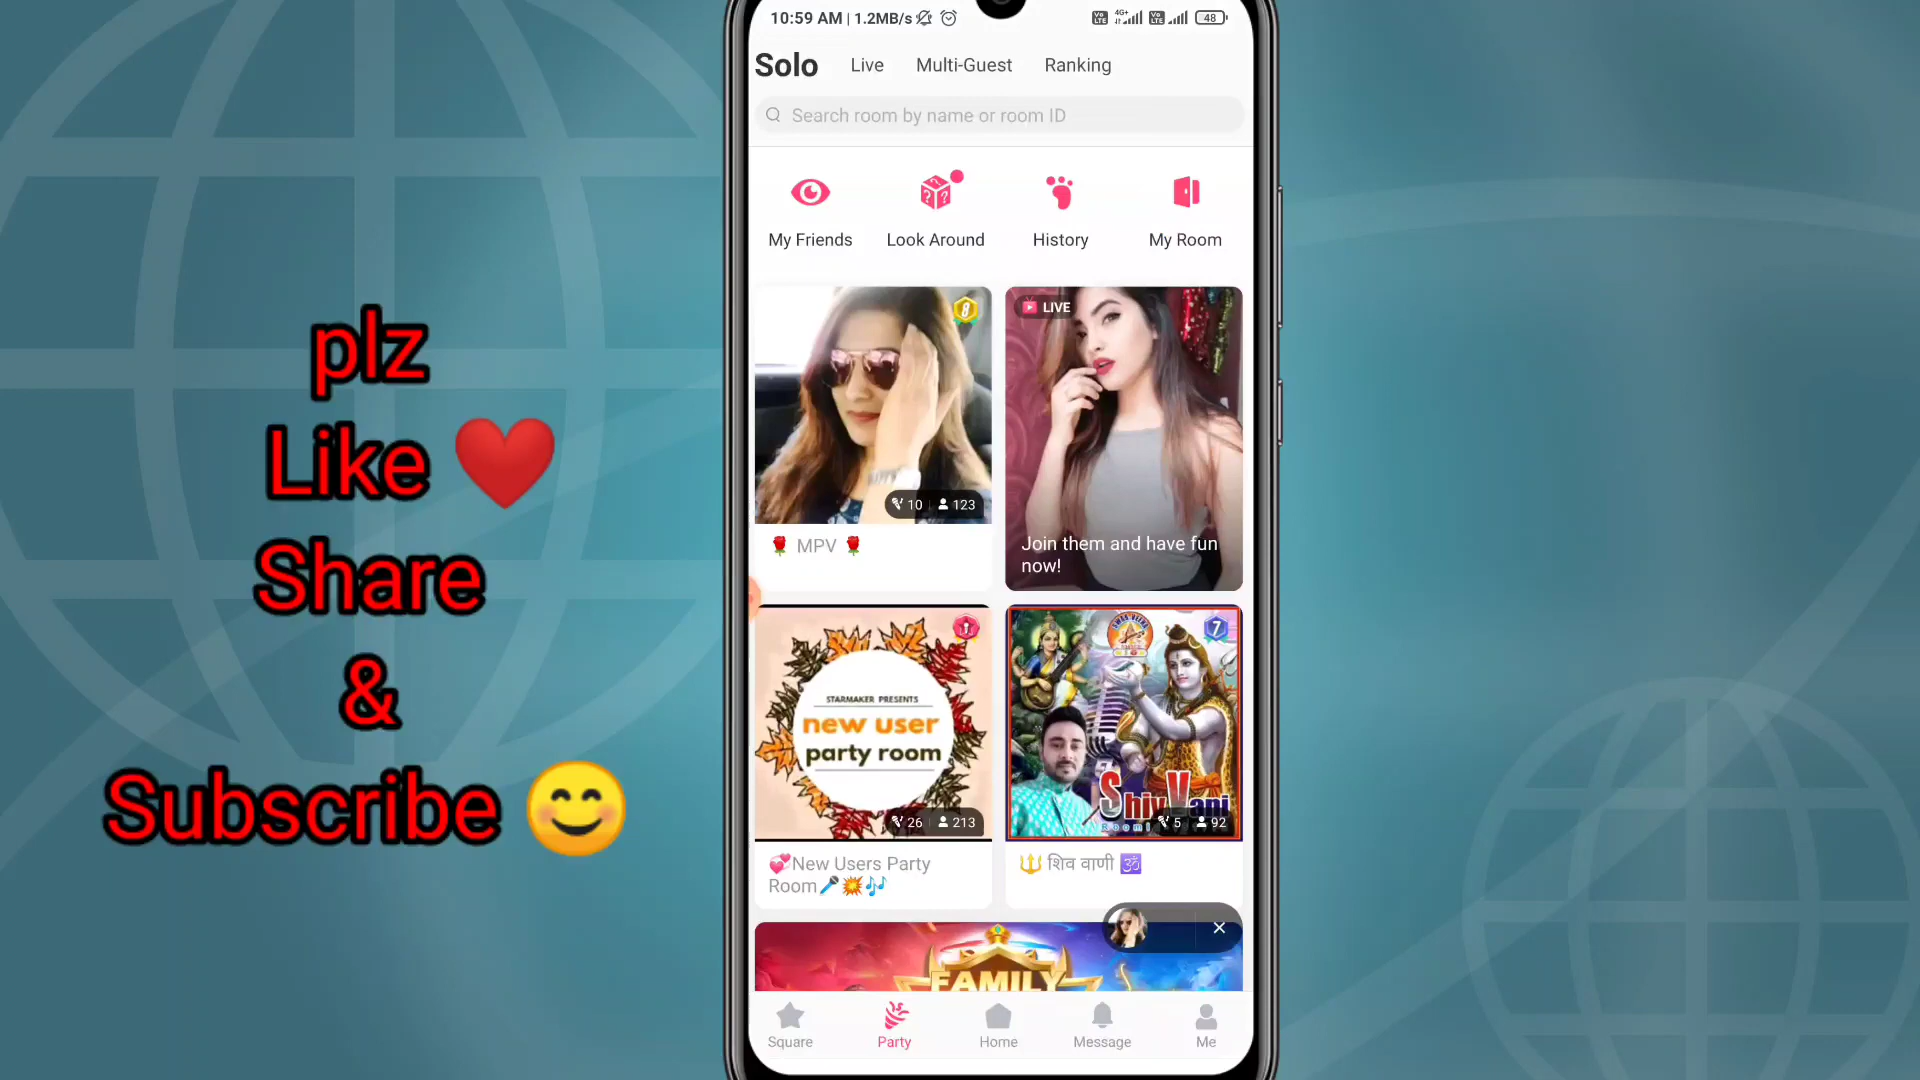 plz
Like ❤️
Share
&
Subscribe 😊
10:59 AM | 1.2MB/s
48
Solo Live Multi-Guest Ranking
Search room by name or room ID
My Friends Look Around History My Room
8
LIVE
10 123
🌹 MPV 🌹
Join them and have fun
now!
STARMAKER PRESENTS
new user
party room
26 213
💞New Users Party
Room🎤💥🎶
7
Shiv Vani
5 92
🔱 शिव वाणी 🕉
FAMILY
Square Party Home Message Me